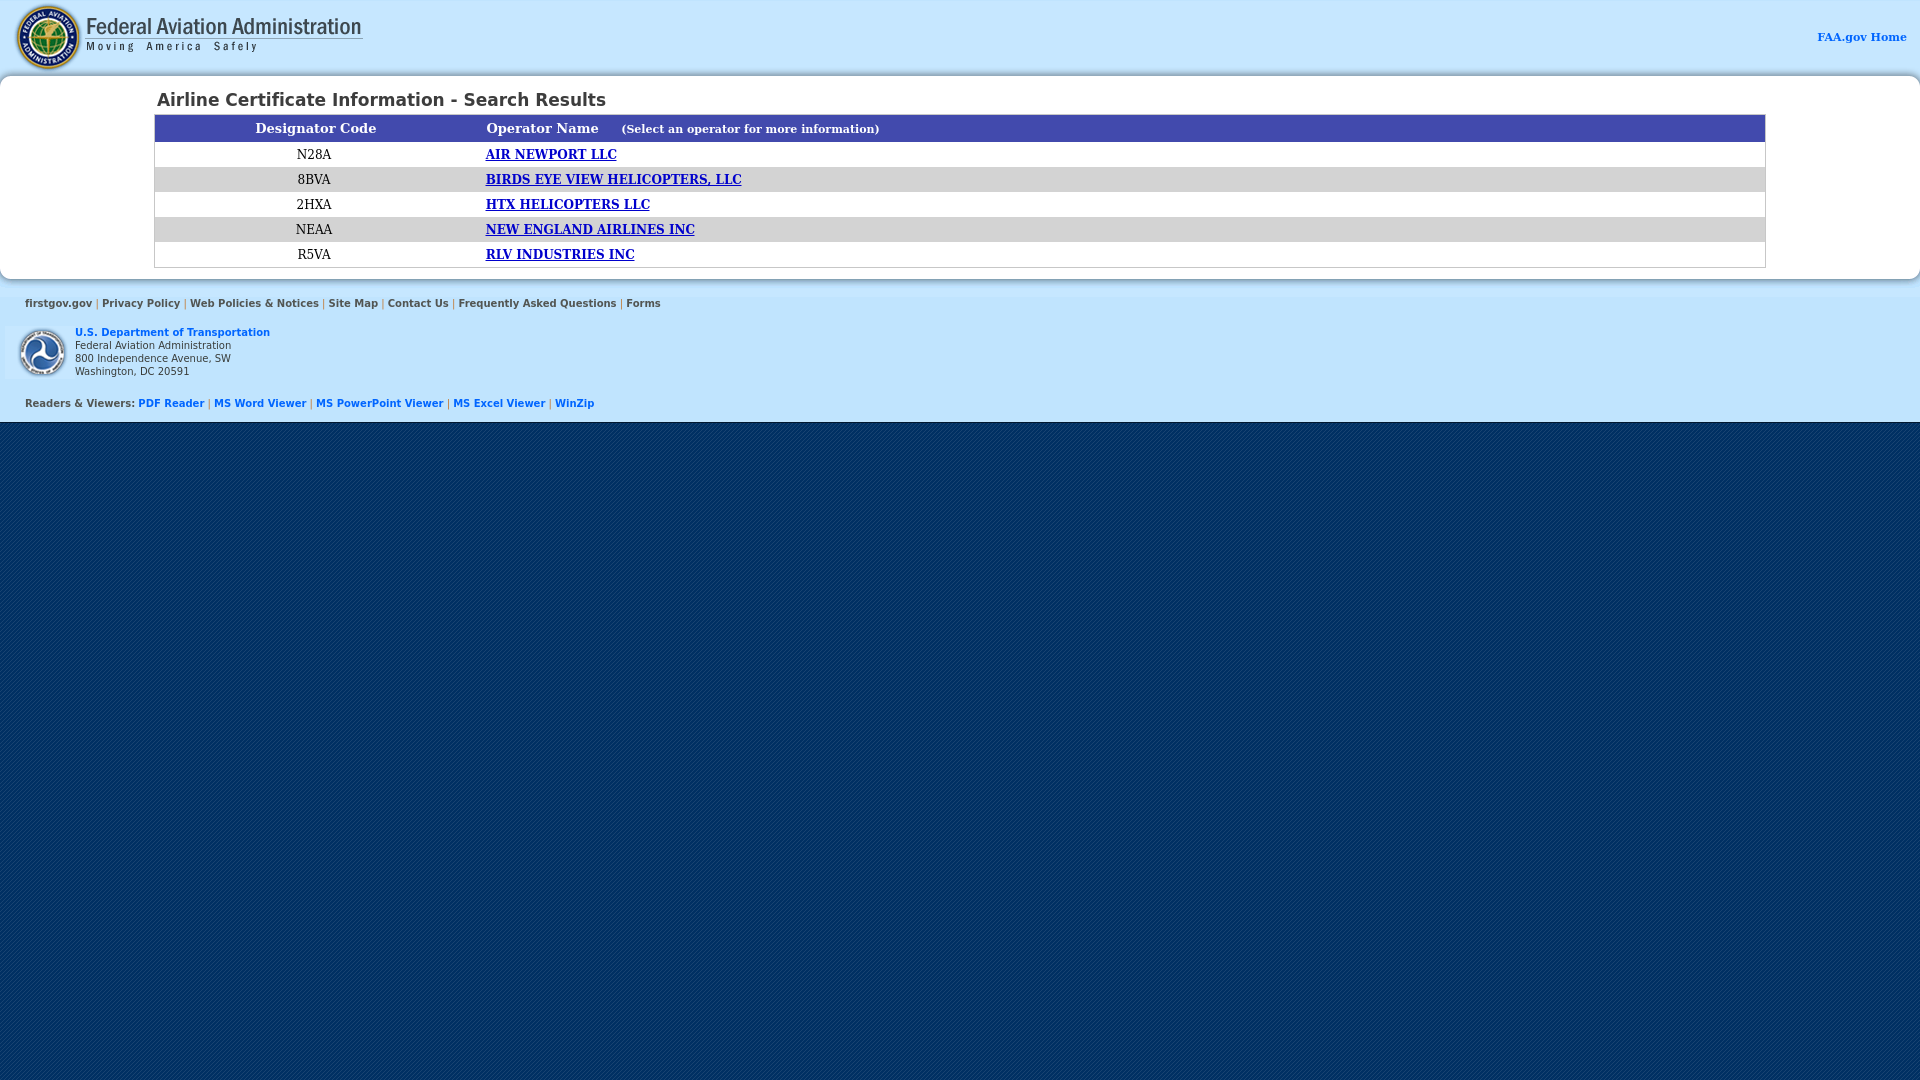 Federal Aviation Administration
Moving America Safely
FAA.gov Home
Airline Certificate Information - Search Results
Designator Code Operator Name (Select an operator for more information)
N28A AIR NEWPORT LLC
8BVA BIRDS EYE VIEW HELICOPTERS, LLC
2HXA HTX HELICOPTERS LLC
NEAA NEW ENGLAND AIRLINES INC
R5VA RLV INDUSTRIES INC
firstgov.gov | Privacy Policy | Web Policies & Notices | Site Map | Contact Us | Frequently Asked Questions | Forms
U.S. Department of Transportation
Federal Aviation Administration
800 Independence Avenue, SW
Washington, DC 20591
Readers & Viewers: PDF Reader | MS Word Viewer | MS PowerPoint Viewer | MS Excel Viewer | WinZip